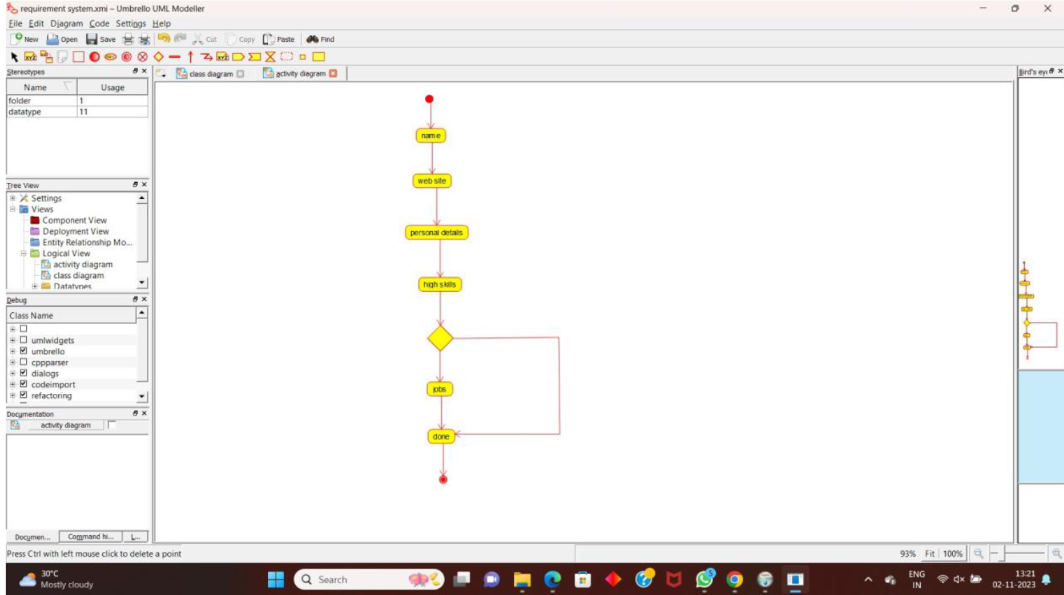 requirement system.xmi – Umbrello UML Modeller
File Edit Diagram Code Settings Help
New Open Save Cut Copy Paste Find
Stereotypes
class diagram activity diagram
Bird's eye
Name Usage
folder 1
datatype 11
Tree View
Settings
Views
Component View
Deployment View
Entity Relationship Mo...
Logical View
activity diagram
class diagram
Datatypes
Debug
Class Name
umlwidgets
umbrello
cppparser
dialogs
codeimport
refactoring
Documentation
activity diagram
Documen... Command hi... L...
name
web site
personal details
high skills
jobs
done
Press Ctrl with left mouse click to delete a point
93% Fit 100%
30°C
Mostly cloudy
Search
ENG
IN
13:21
02-11-2023